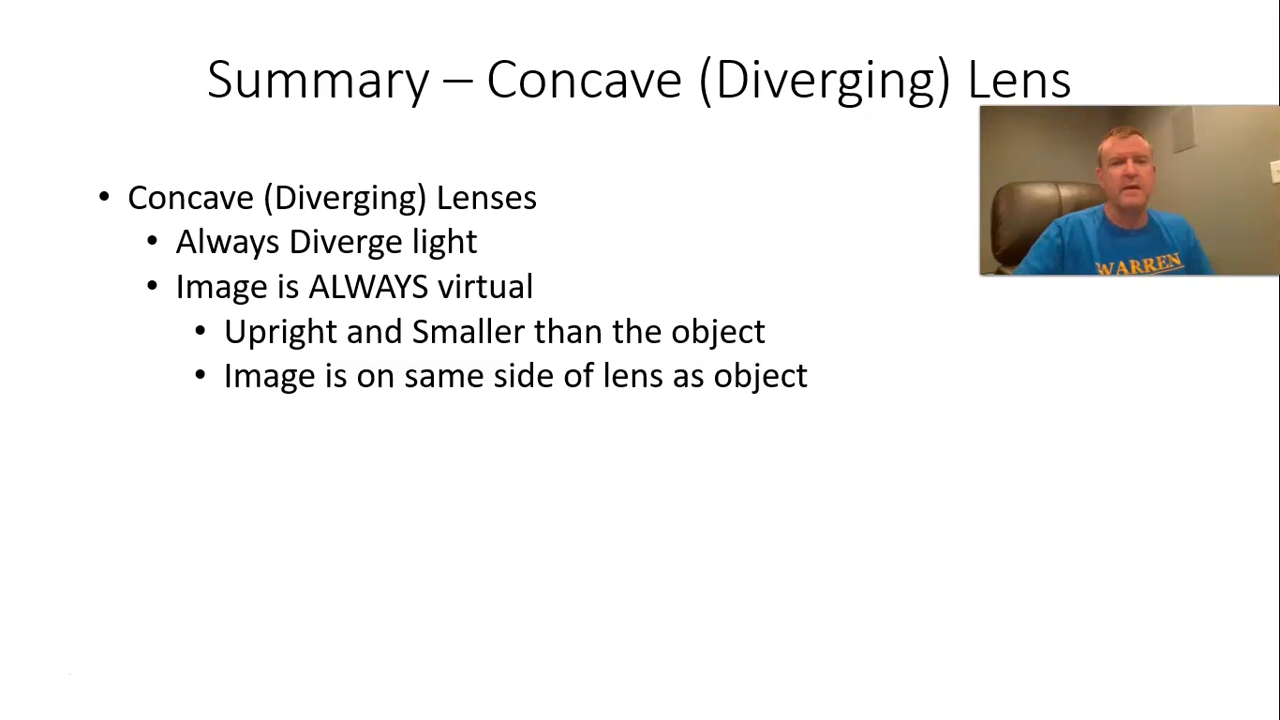 Summary – Concave (Diverging) Lens
• Concave (Diverging) Lenses
• Always Diverge light
• Image is ALWAYS virtual
• Upright and Smaller than the object
• Image is on same side of lens as object
WARREN